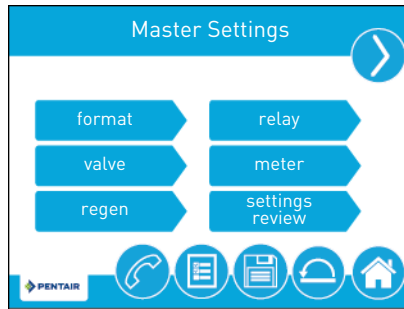 Master Settings
format
relay
valve
meter
regen
settings
review
PENTAIR